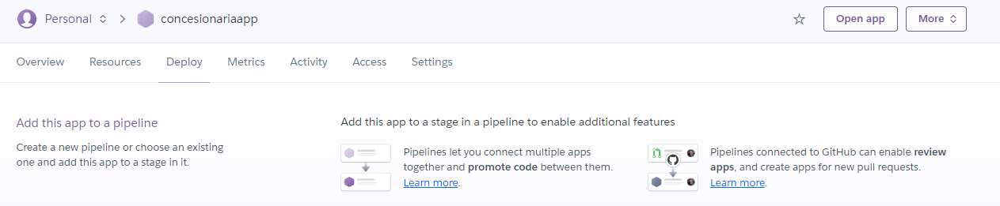 Personal > concesionariaapp
Open app
More
Overview Resources Deploy Metrics Activity Access Settings
Add this app to a pipeline
Create a new pipeline or choose an existing
one and add this app to a stage in it.
Add this app to a stage in a pipeline to enable additional features
Pipelines let you connect multiple apps
together and promote code between them.
Learn more.
Pipelines connected to GitHub can enable review
apps, and create apps for new pull requests.
Learn more.